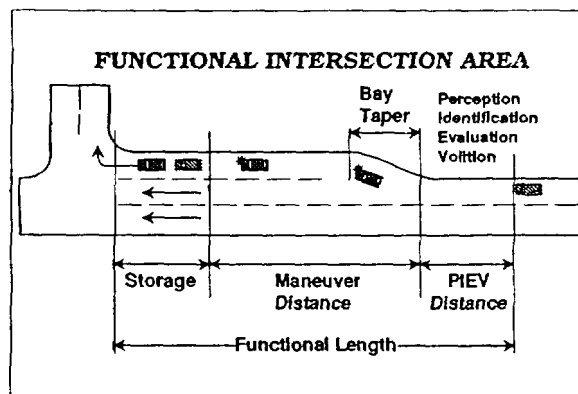 FUNCTIONAL INTERSECTION AREA
Bay
Taper
Perception
Identification
Evaluation
Volition
Storage
Maneuver
Distance
PIEV
Distance
Functional Length